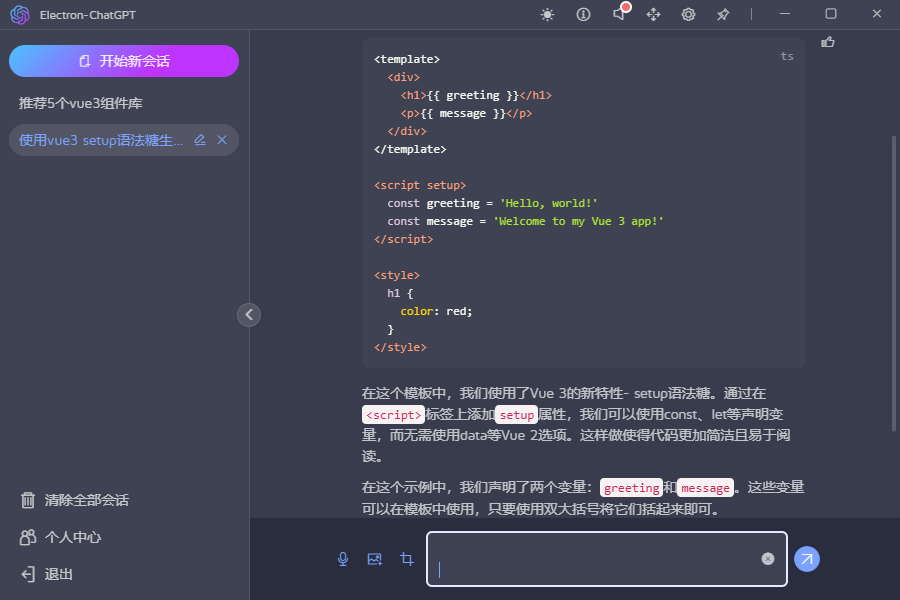 Electron-ChatGPT
开始新会话
推荐5个vue3组件库
使用vue3 setup语法糖生...
清除全部会话
个人中心
退出
ts
<template>
<div>
<h1>{{ greeting }}</h1>
<p>{{ message }}</p>
</div>
</template>
<script setup>
const greeting = 'Hello, world!'
const message = 'Welcome to my Vue 3 app!'
</script>
<style>
h1 {
color: red;
}
</style>
在这个模板中，我们使用了Vue 3的新特性- setup语法糖。通过在
<script>标签上添加setup属性，我们可以使用const、let等声明变
量，而无需使用data等Vue 2选项。这样做使得代码更加简洁且易于阅
读。
在这个示例中，我们声明了两个变量：greeting和message。这些变量
可以在模板中使用，只要使用双大括号将它们括起来即可。